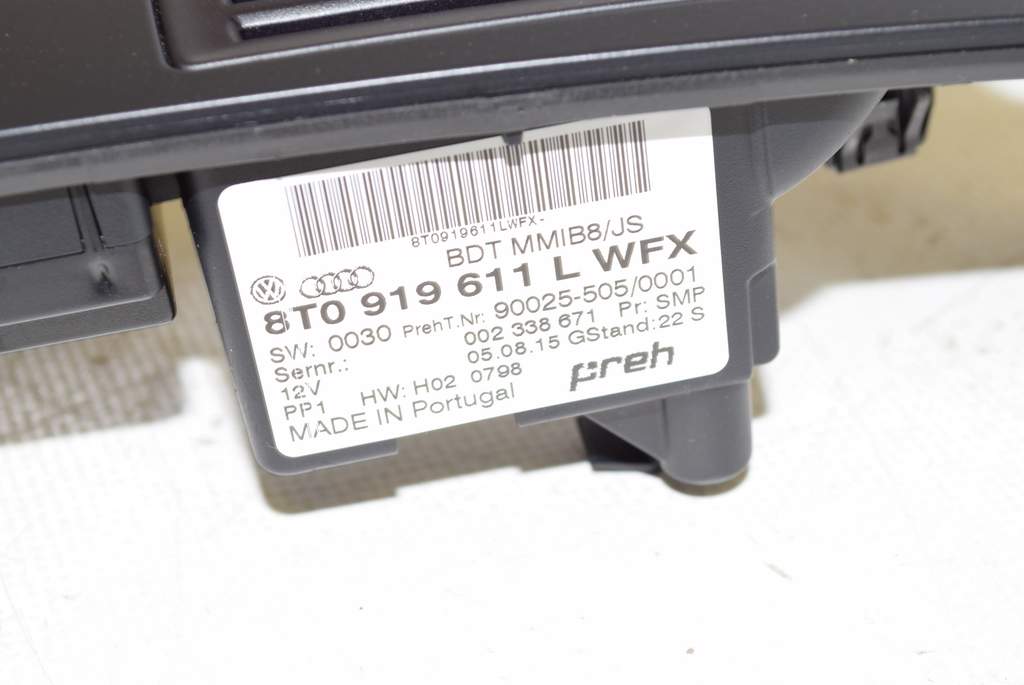 8T0919611LWFX-
BDT MMIB8/JS
8T0 919 611 L WFX
SW: 0030 PrehT.Nr: 90025-505/0001
Sernr.: 002 338 671 Pr: SMP
12V 05.08.15 GStand:22 S
PP1 HW: H02 0798
MADE IN Portugal
preh